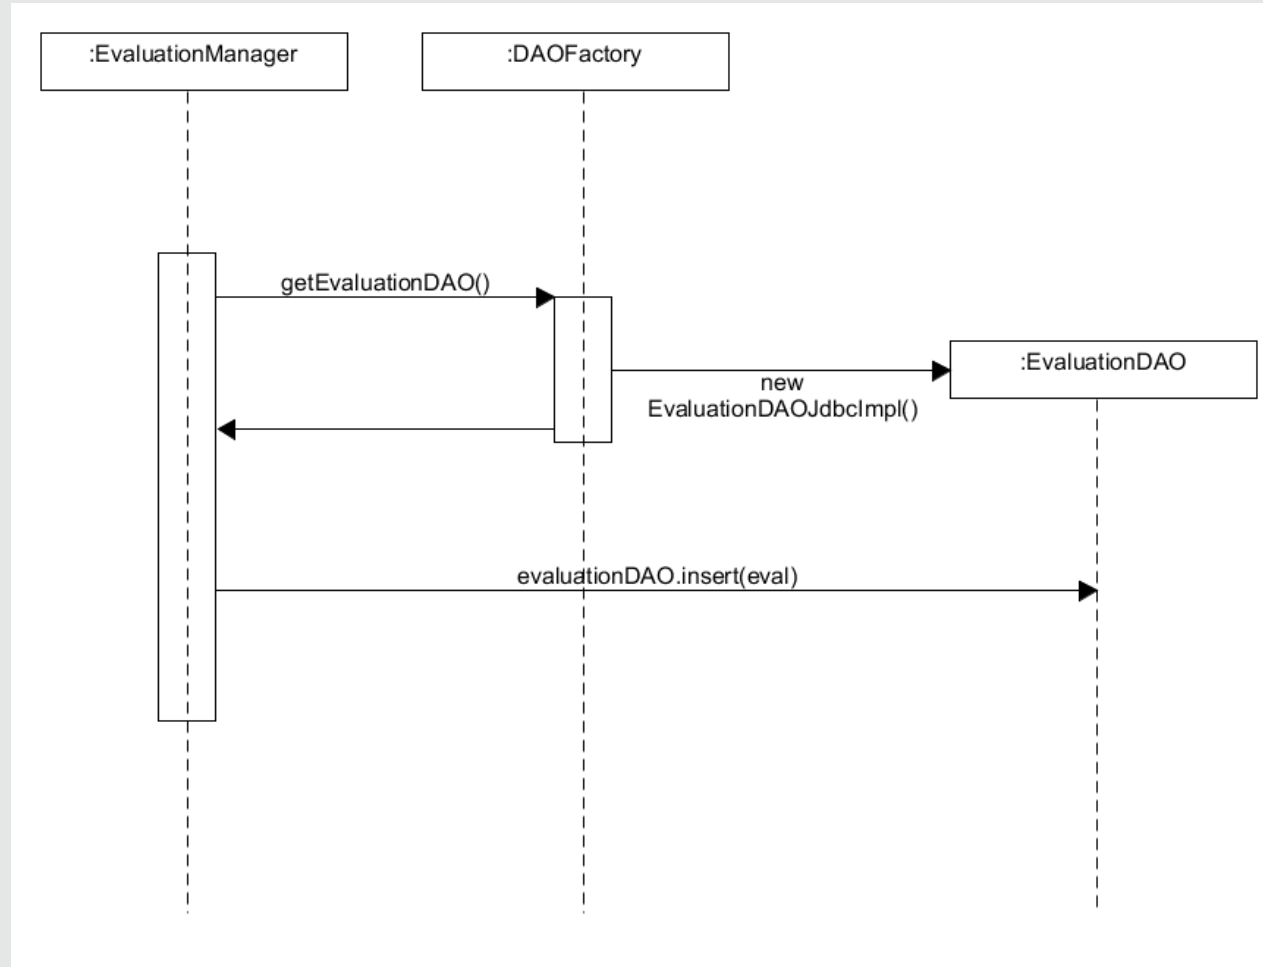 :EvaluationManager
:DAOFactory
getEvaluationDAO()
:EvaluationDAO
new
EvaluationDAOJdbcImpl()
evaluationDAO.insert(eval)